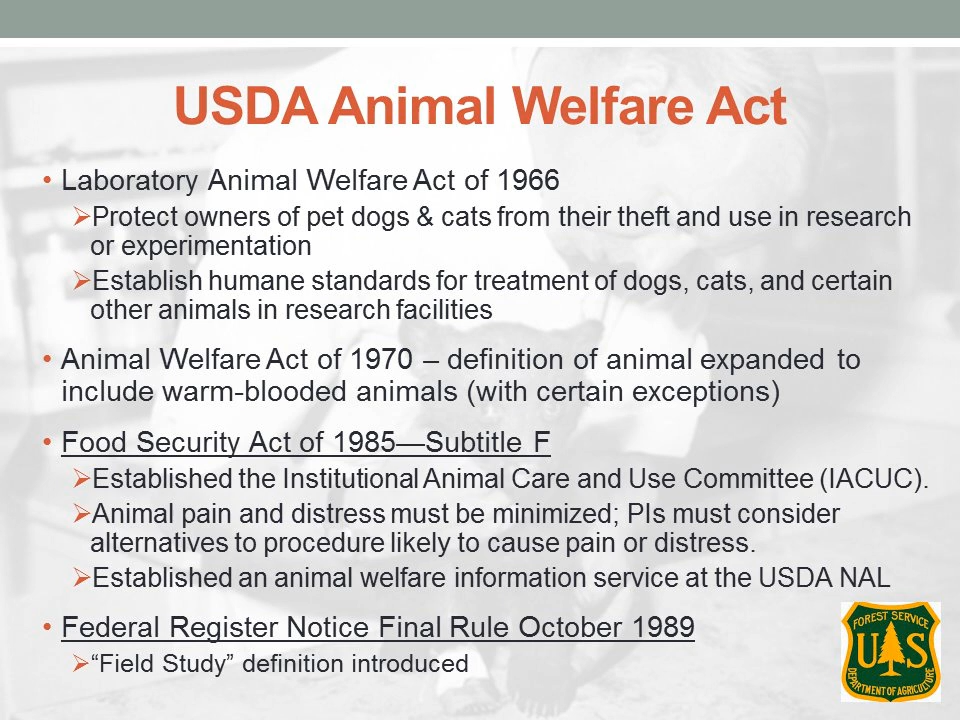 USDA Animal Welfare Act
• Laboratory Animal Welfare Act of 1966
➢Protect owners of pet dogs & cats from their theft and use in research
or experimentation
➢Establish humane standards for treatment of dogs, cats, and certain
other animals in research facilities
• Animal Welfare Act of 1970 – definition of animal expanded to
include warm-blooded animals (with certain exceptions)
• Food Security Act of 1985—Subtitle F
➢Established the Institutional Animal Care and Use Committee (IACUC).
➢Animal pain and distress must be minimized; PIs must consider
alternatives to procedure likely to cause pain or distress.
➢Established an animal welfare information service at the USDA NAL
• Federal Register Notice Final Rule October 1989
➢“Field Study” definition introduced
FOREST SERVICE
U S
DEPARTMENT OF AGRICULTURE